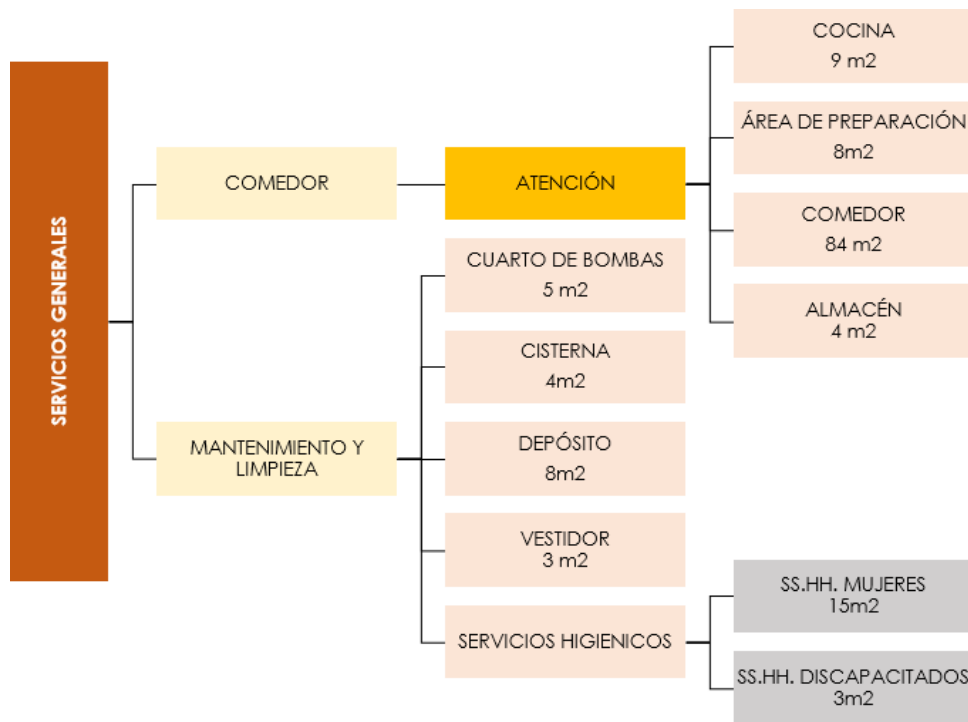 SERVICIOS GENERALES
COMEDOR
ATENCIÓN
COCINA
9 m2
ÁREA DE PREPARACIÓN
8m2
COMEDOR
84 m2
ALMACÉN
4 m2
MANTENIMIENTO Y
LIMPIEZA
CUARTO DE BOMBAS
5 m2
CISTERNA
4m2
DEPÓSITO
8m2
VESTIDOR
3 m2
SERVICIOS HIGIENICOS
SS.HH. MUJERES
15m2
SS.HH. DISCAPACITADOS
3m2